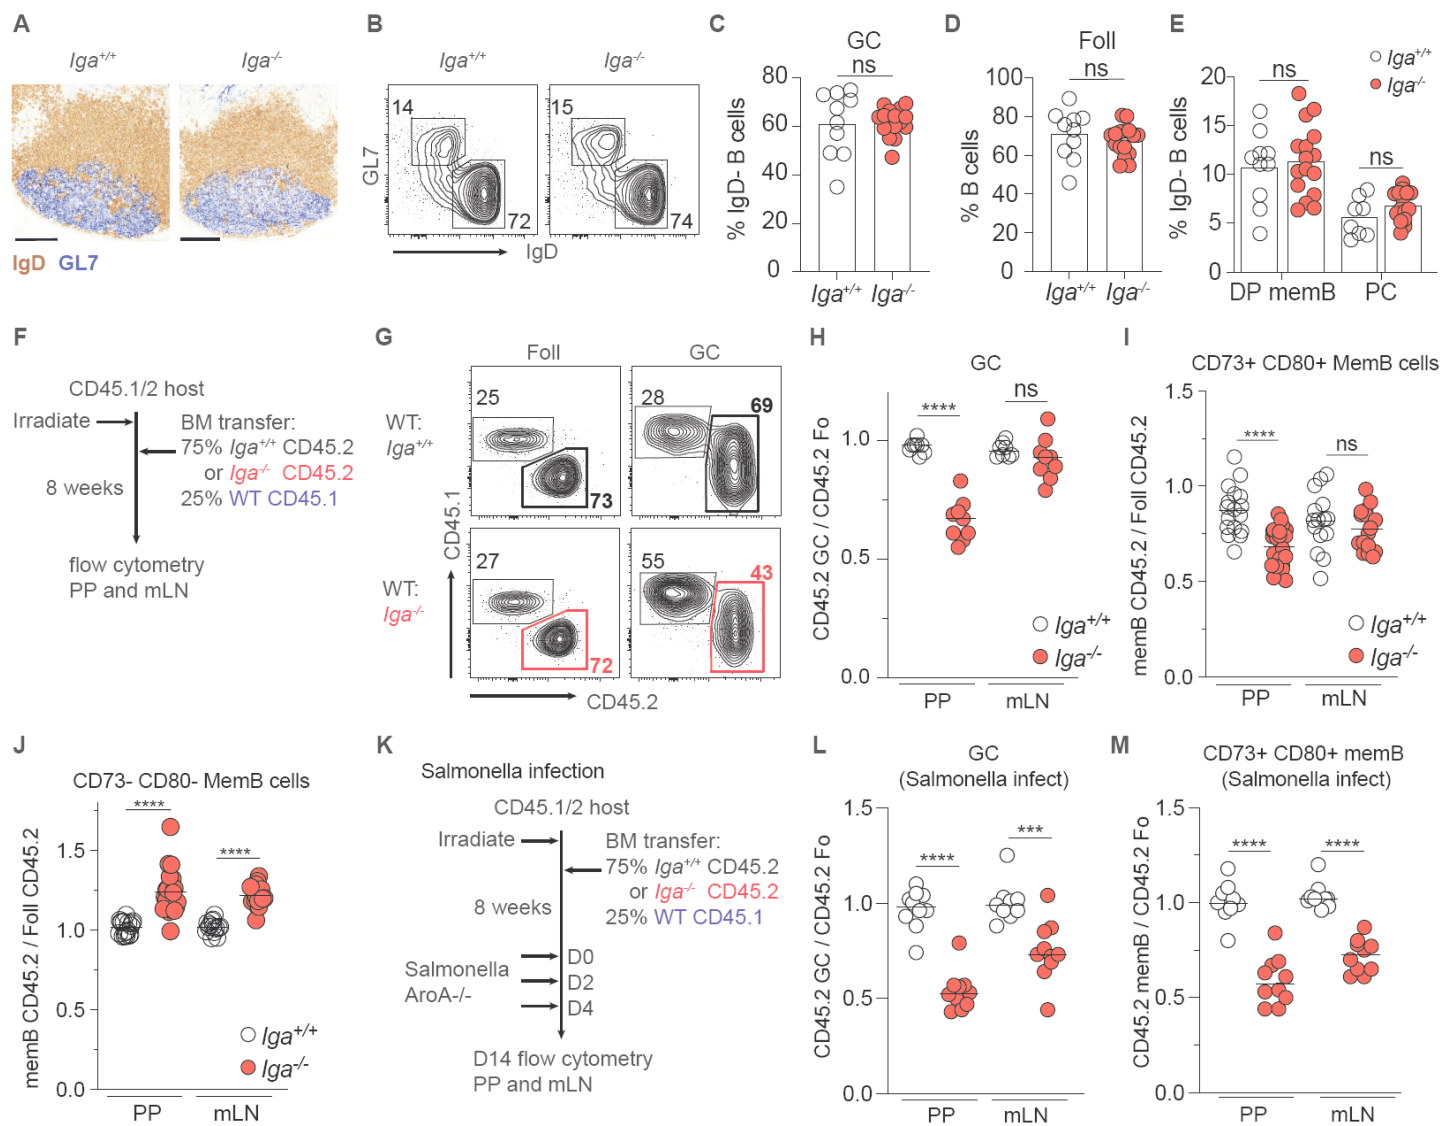 A
Iga+/+
Iga-/-
IgD GL7
B
Iga+/+
Iga-/-
14
15
GL7
72
74
IgD
C
GC
ns
80
60
40
20
0
% IgD- B cells
Iga+/+ Iga-/-
D
Foll
ns
100
80
60
40
20
0
% B cells
Iga+/+ Iga-/-
E
Iga+/+
Iga-/-
20
15
10
5
0
% IgD- B cells
ns
ns
DP memB PC
F
CD45.1/2 host
Irradiate
BM transfer:
75% Iga+/+ CD45.2
or Iga-/- CD45.2
25% WT CD45.1
8 weeks
flow cytometry
PP and mLN
G
Foll
GC
WT:
Iga+/+
25
73
28
69
WT:
Iga-/-
27
72
55
43
CD45.1
CD45.2
H
GC
**** ns
1.0
0.5
0.0
CD45.2 GC / CD45.2 Fo
Iga+/+
Iga-/-
PP mLN
I
CD73+ CD80+ MemB cells
1.5
1.0
0.5
0.0
memB CD45.2 / Foll CD45.2
**** ns
Iga+/+
Iga-/-
PP mLN
J
CD73- CD80- MemB cells
**** ****
1.5
1.0
0.5
0.0
memB CD45.2 / Foll CD45.2
Iga+/+
Iga-/-
PP mLN
K
Salmonella infection
CD45.1/2 host
Irradiate
BM transfer:
75% Iga+/+ CD45.2
or Iga-/- CD45.2
25% WT CD45.1
8 weeks
Salmonella
AroA-/-
D0
D2
D4
D14 flow cytometry
PP and mLN
L
GC
(Salmonella infect)
1.5
1.0
0.5
0.0
CD45.2 GC / CD45.2 Fo
**** ***
PP mLN
M
CD73+ CD80+ memB
(Salmonella infect)
1.5
1.0
0.5
0.0
CD45.2 memB / CD45.2 Fo
**** ****
PP mLN